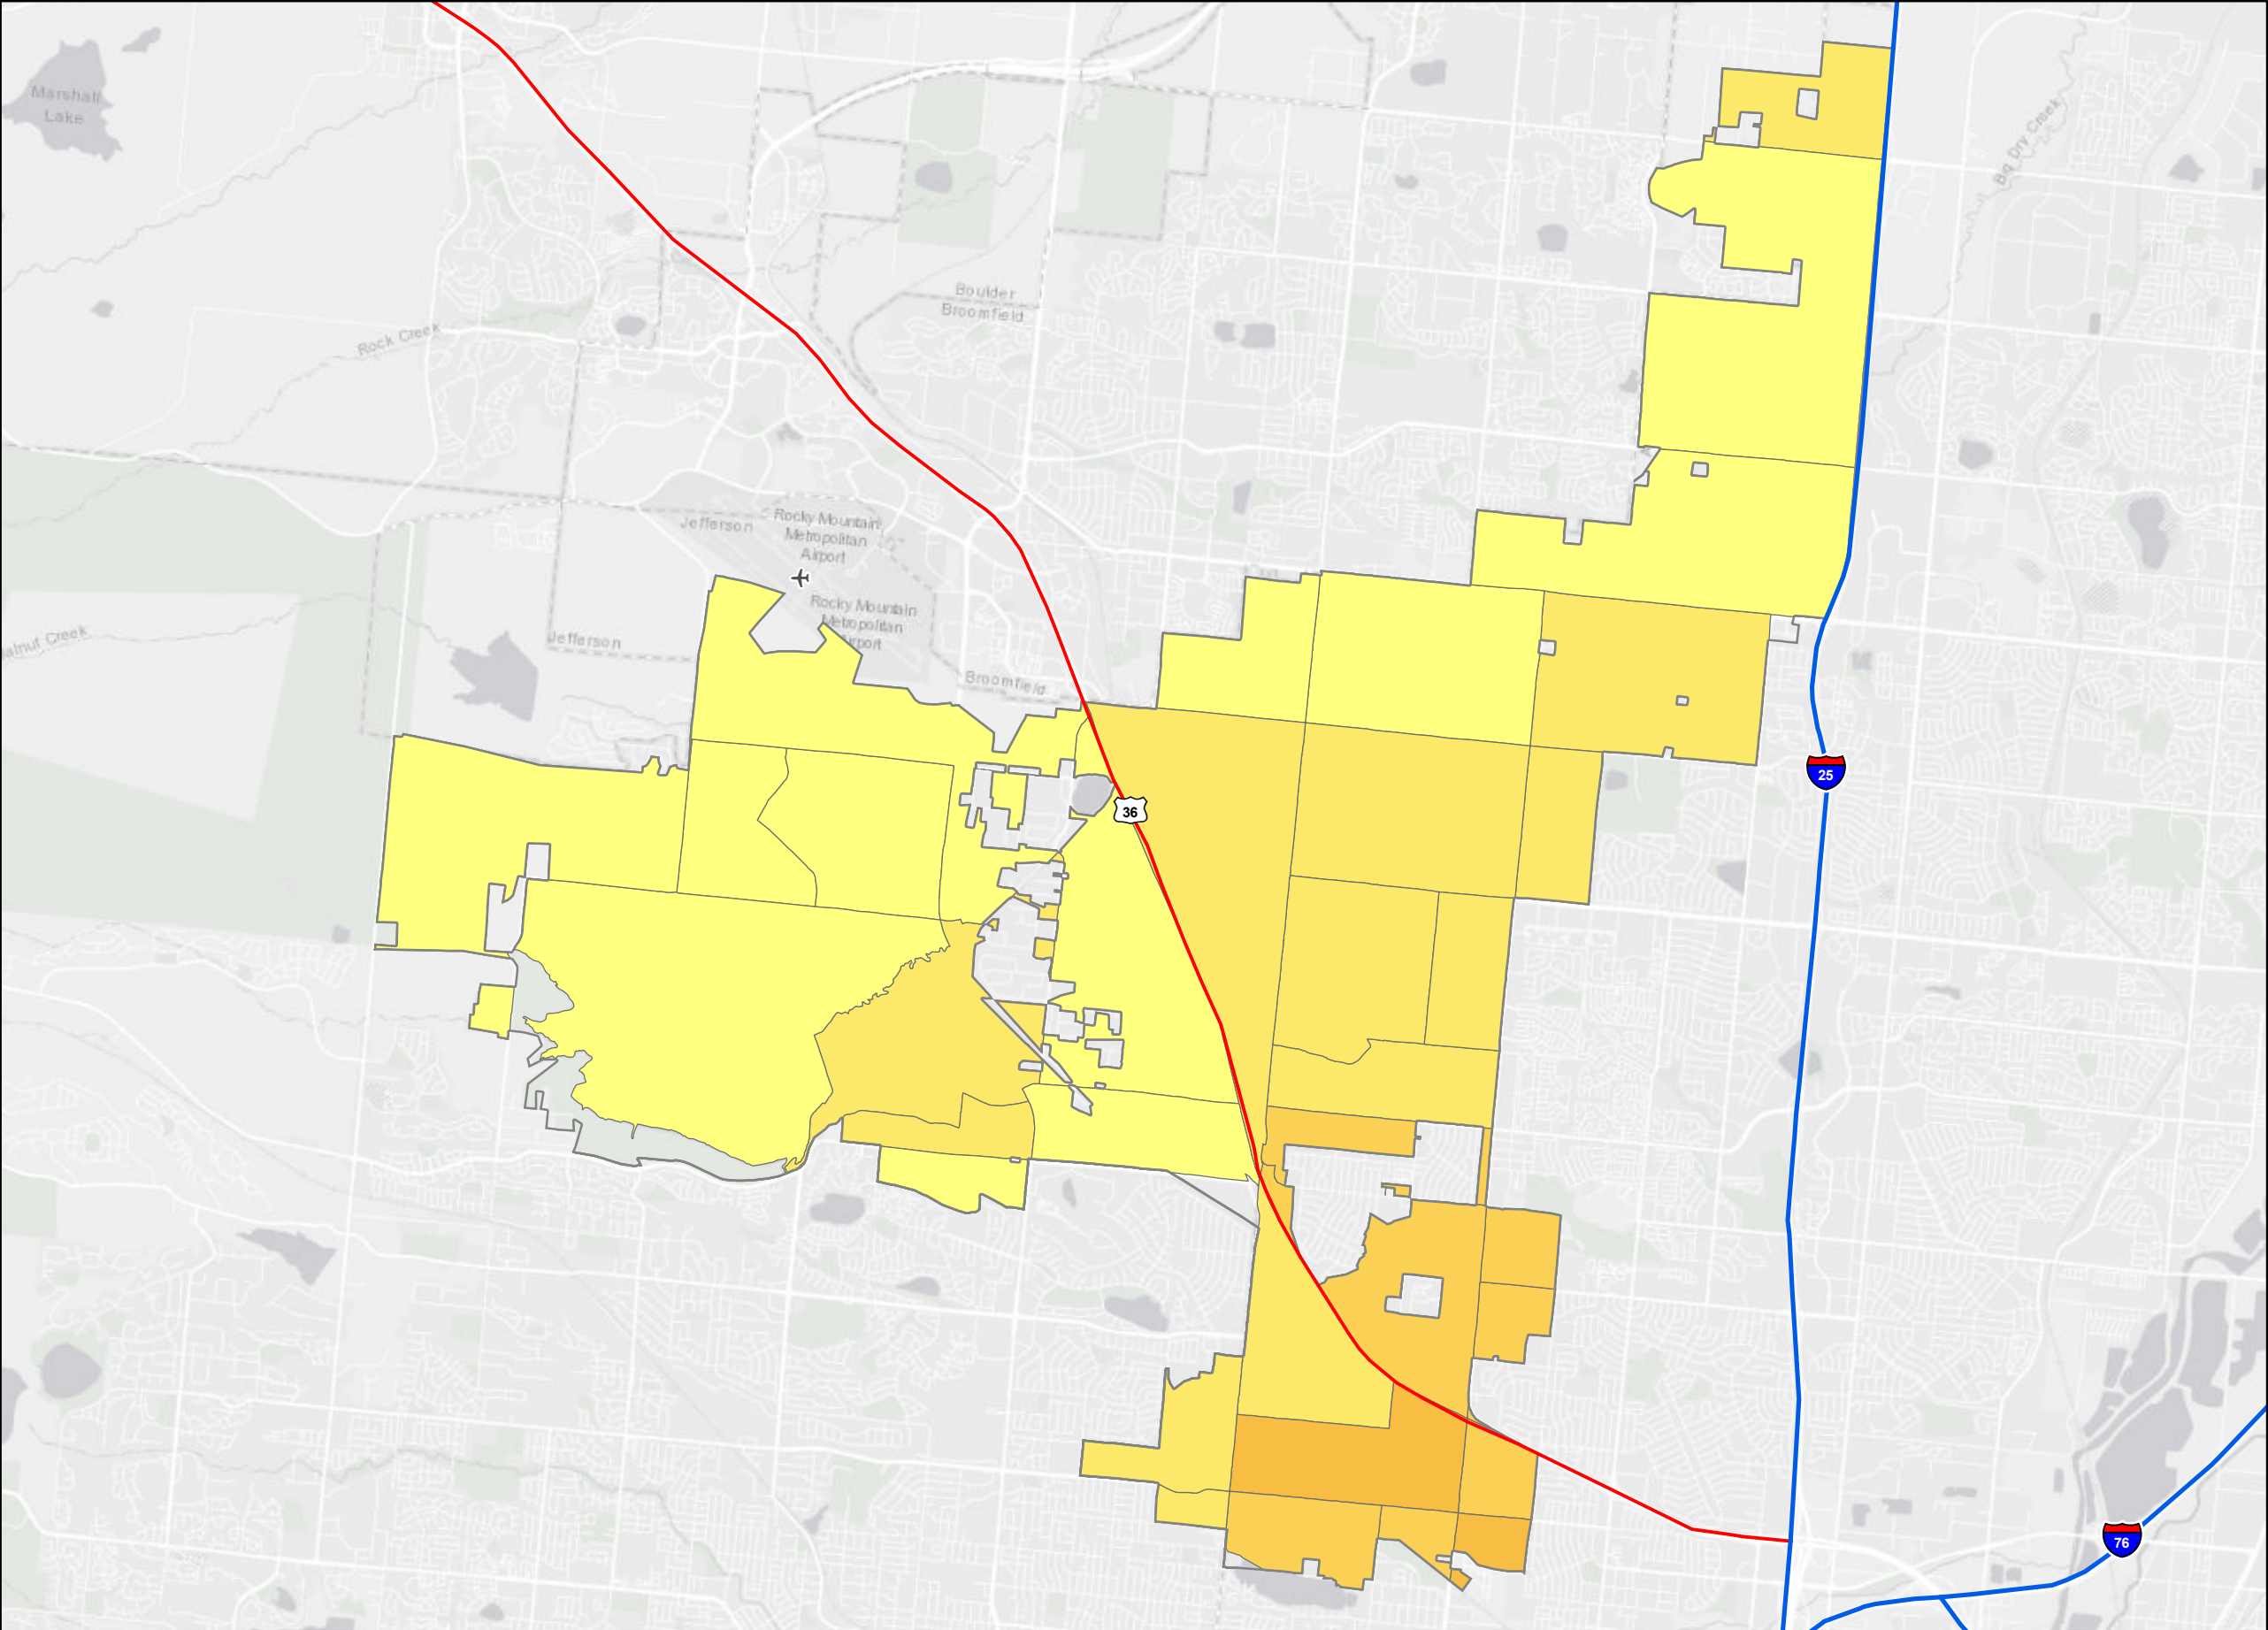 Marshall
Lake
Big Dry Creek
Boulder
Broomfield
Rock Creek
Jefferson
Rocky Mountain
Metropolitan
Airport
Rocky Mountain
Metropolitan
Airport
alnut Creek
Jefferson
Broomfield
25
36
76